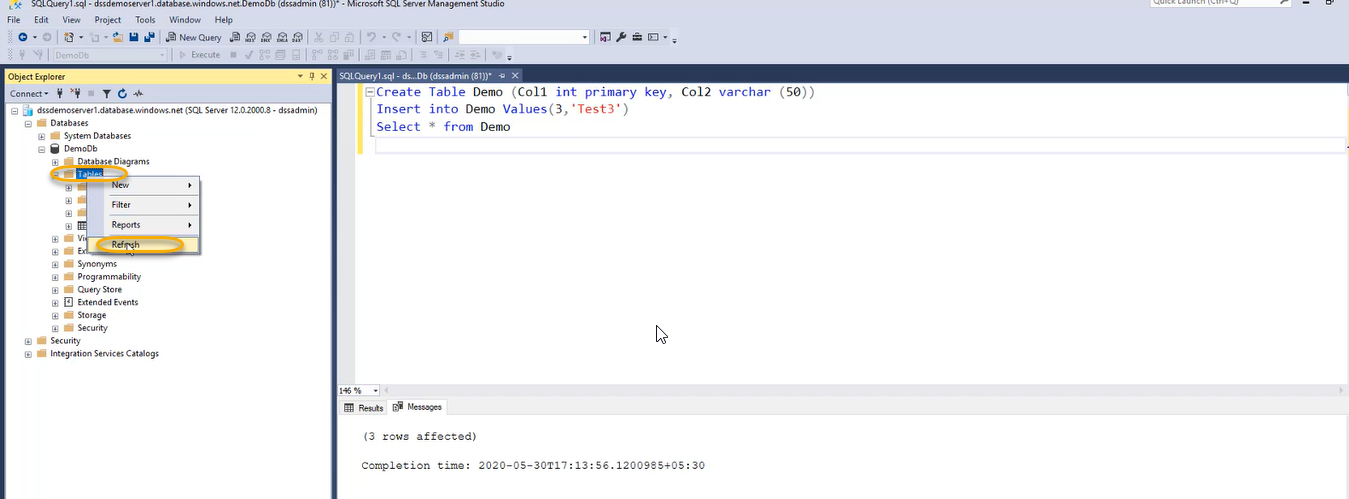 SQLQuery1.sql - dssdemoserver1.database.windows.net.DemoDb (dssadmin (81))* - Microsoft SQL Server Management Studio
Quick Launch (Ctrl+Q)
File Edit View Project Tools Window Help
New Query
DemoDb
Execute
Object Explorer
Connect
dssdemoserver1.database.windows.net (SQL Server 12.0.2000.8 - dssadmin)
Databases
System Databases
DemoDb
Database Diagrams
Tables
New
Filter
Reports
Refresh
Synonyms
Programmability
Query Store
Extended Events
Storage
Security
Security
Integration Services Catalogs
SQLQuery1.sql - ds...Db (dssadmin (81))*
Create Table Demo (Col1 int primary key, Col2 varchar (50))
Insert into Demo Values(3,'Test3')
Select * from Demo
146 %
Results Messages
(3 rows affected)
Completion time: 2020-05-30T17:13:56.1200985+05:30